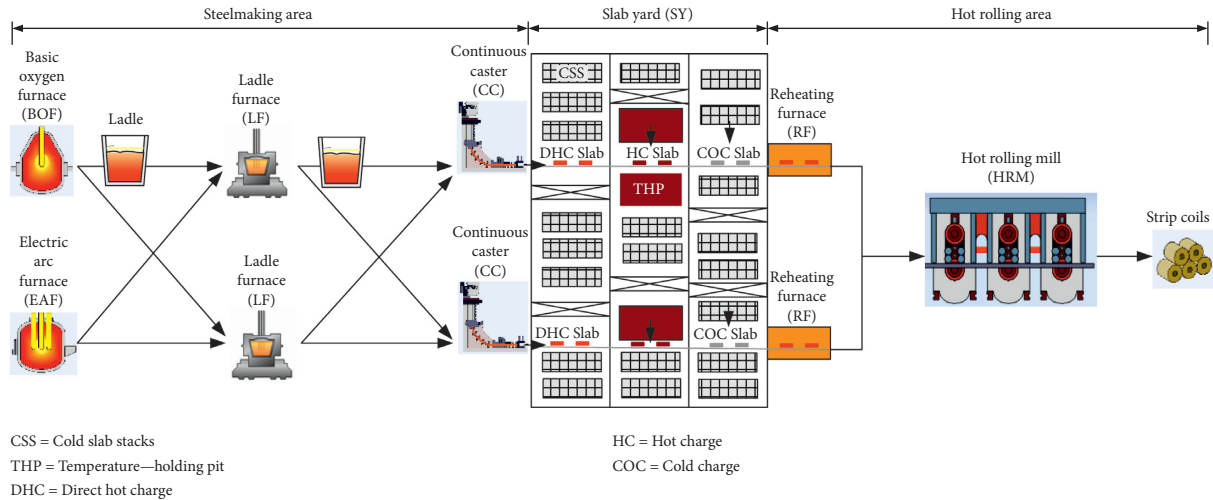 Steelmaking area
Slab yard (SY)
Hot rolling area
Basic
oxygen
furnace
(BOF)
Ladle
Ladle
furnace
(LF)
Continuous
caster
(CC)
CSS
DHC Slab
HC Slab
COC Slab
THP
Reheating
furnace
(RF)
Hot rolling mill
(HRM)
Strip coils
Electric
arc
furnace
(EAF)
Ladle
furnace
(LF)
Continuous
caster
(CC)
DHC Slab
COC Slab
Reheating
furnace
(RF)
CSS = Cold slab stacks
THP = Temperature—holding pit
DHC = Direct hot charge
HC = Hot charge
COC = Cold charge